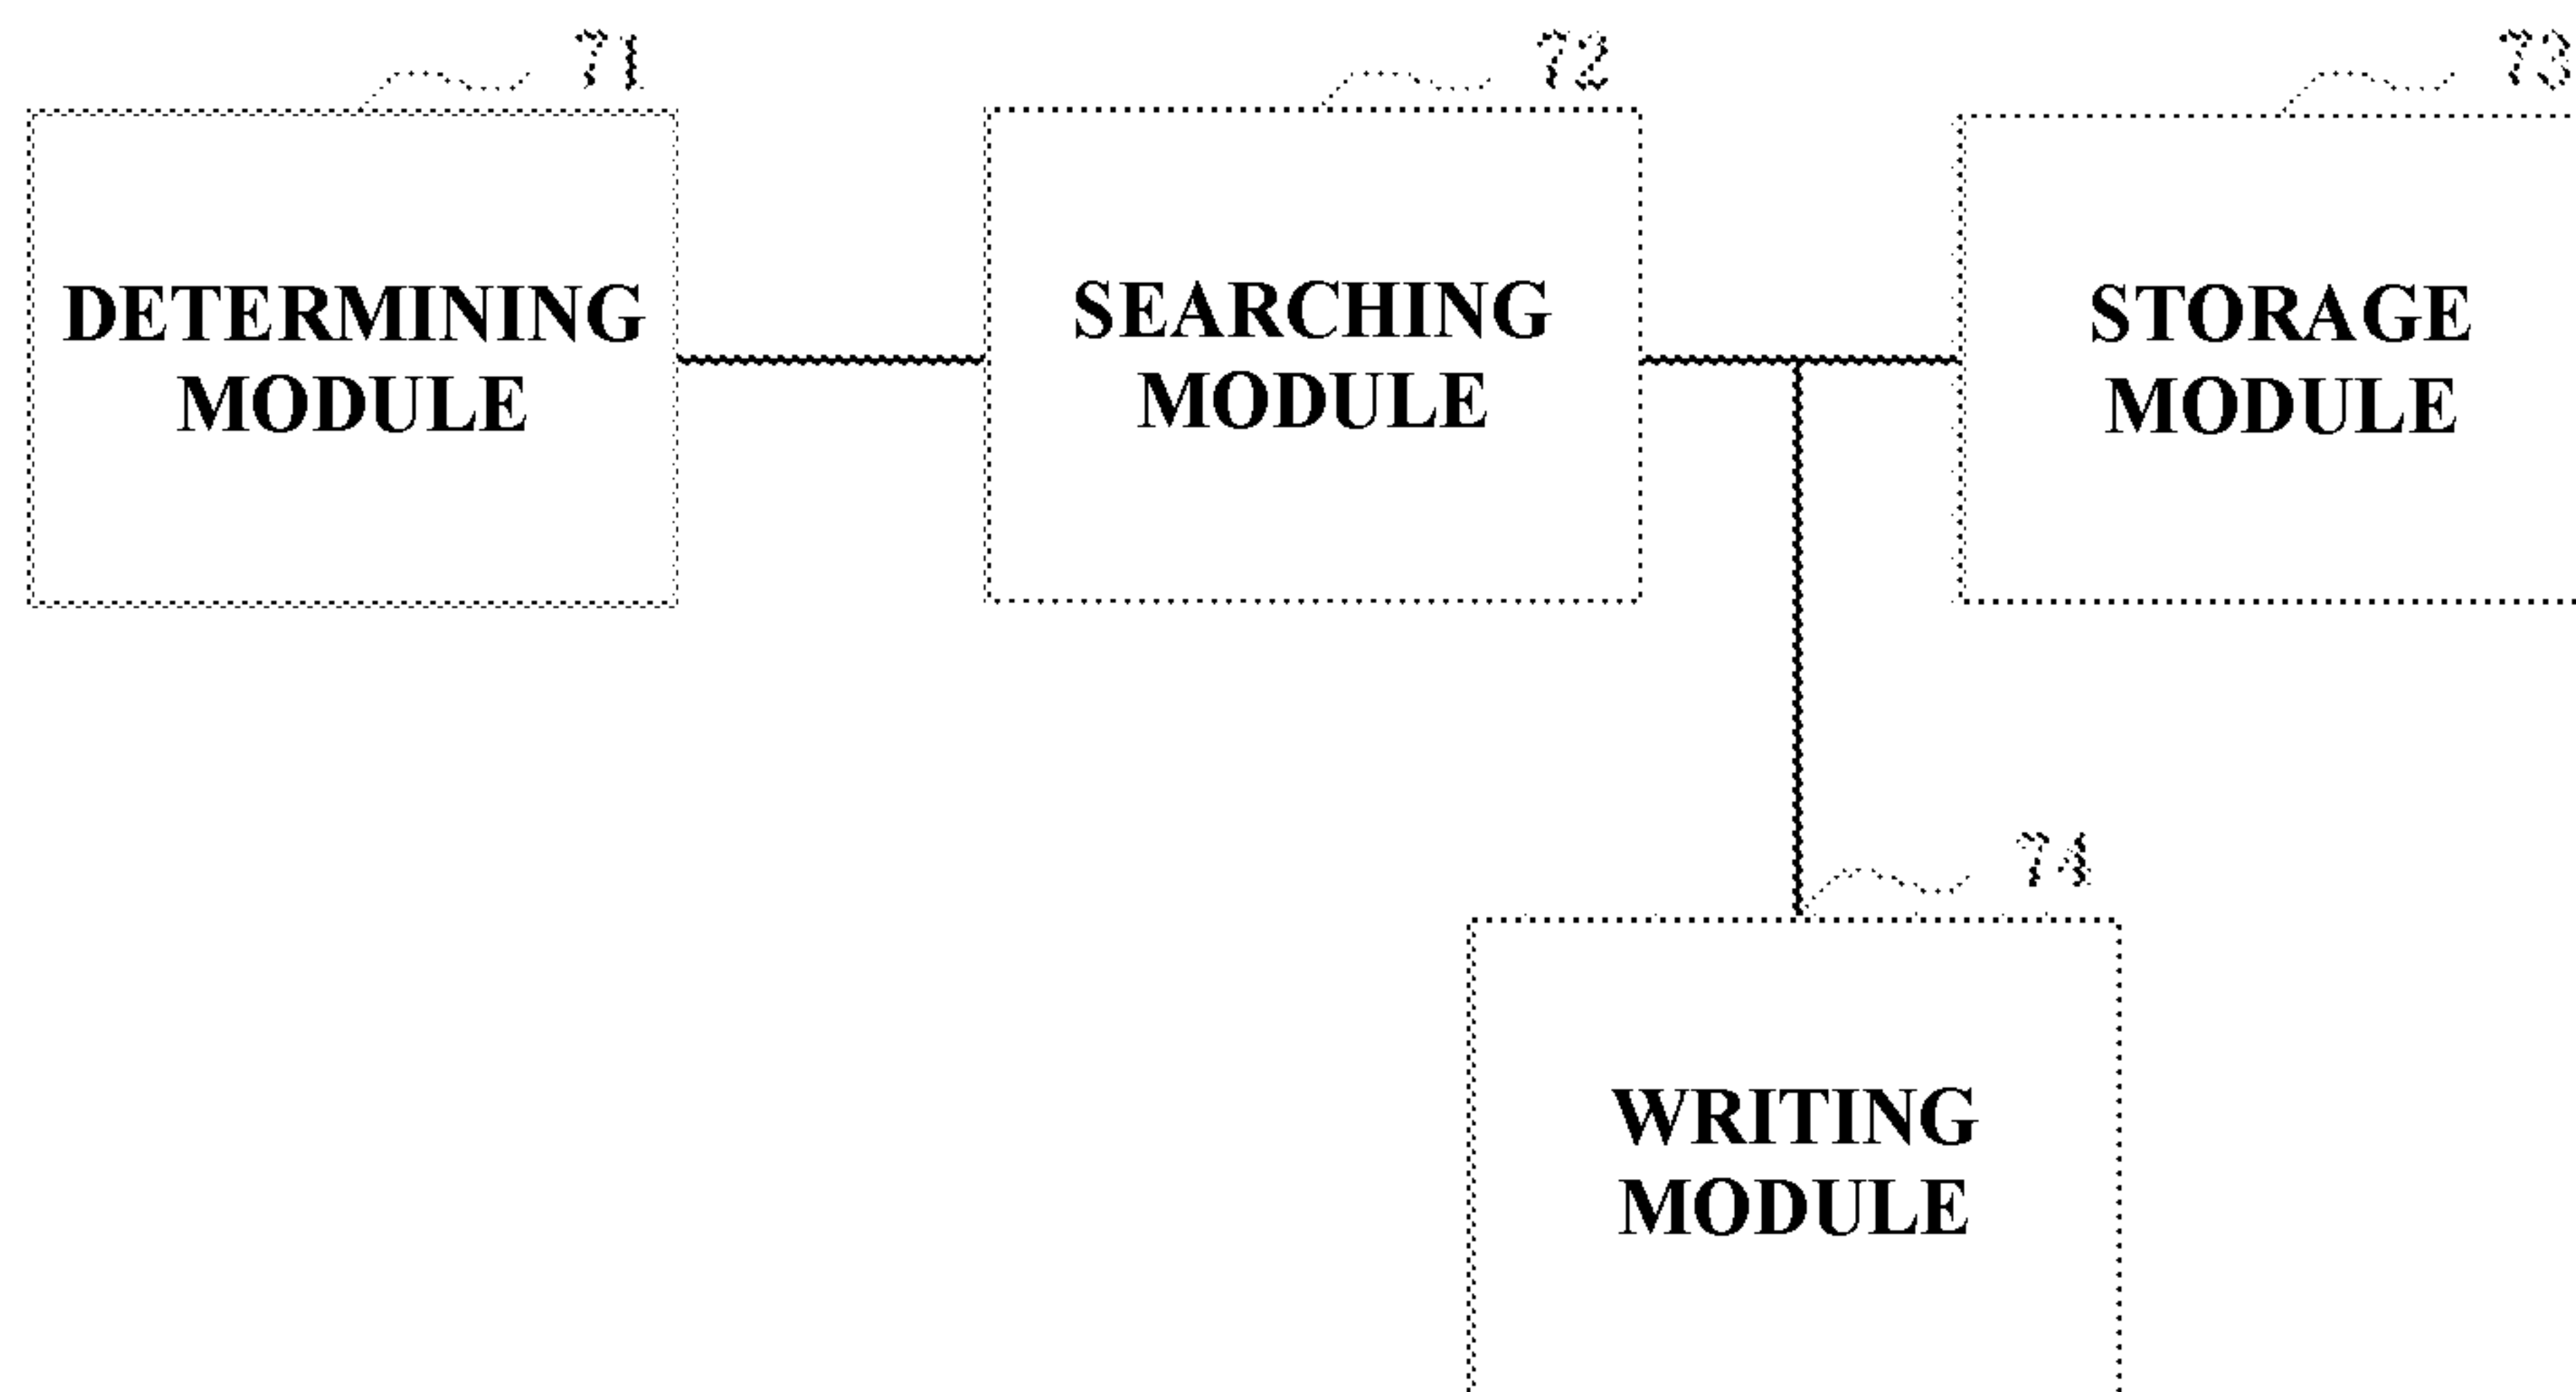 71
72
73
DETERMINING
MODULE
SEARCHING
MODULE
STORAGE
MODULE
74
WRITING
MODULE